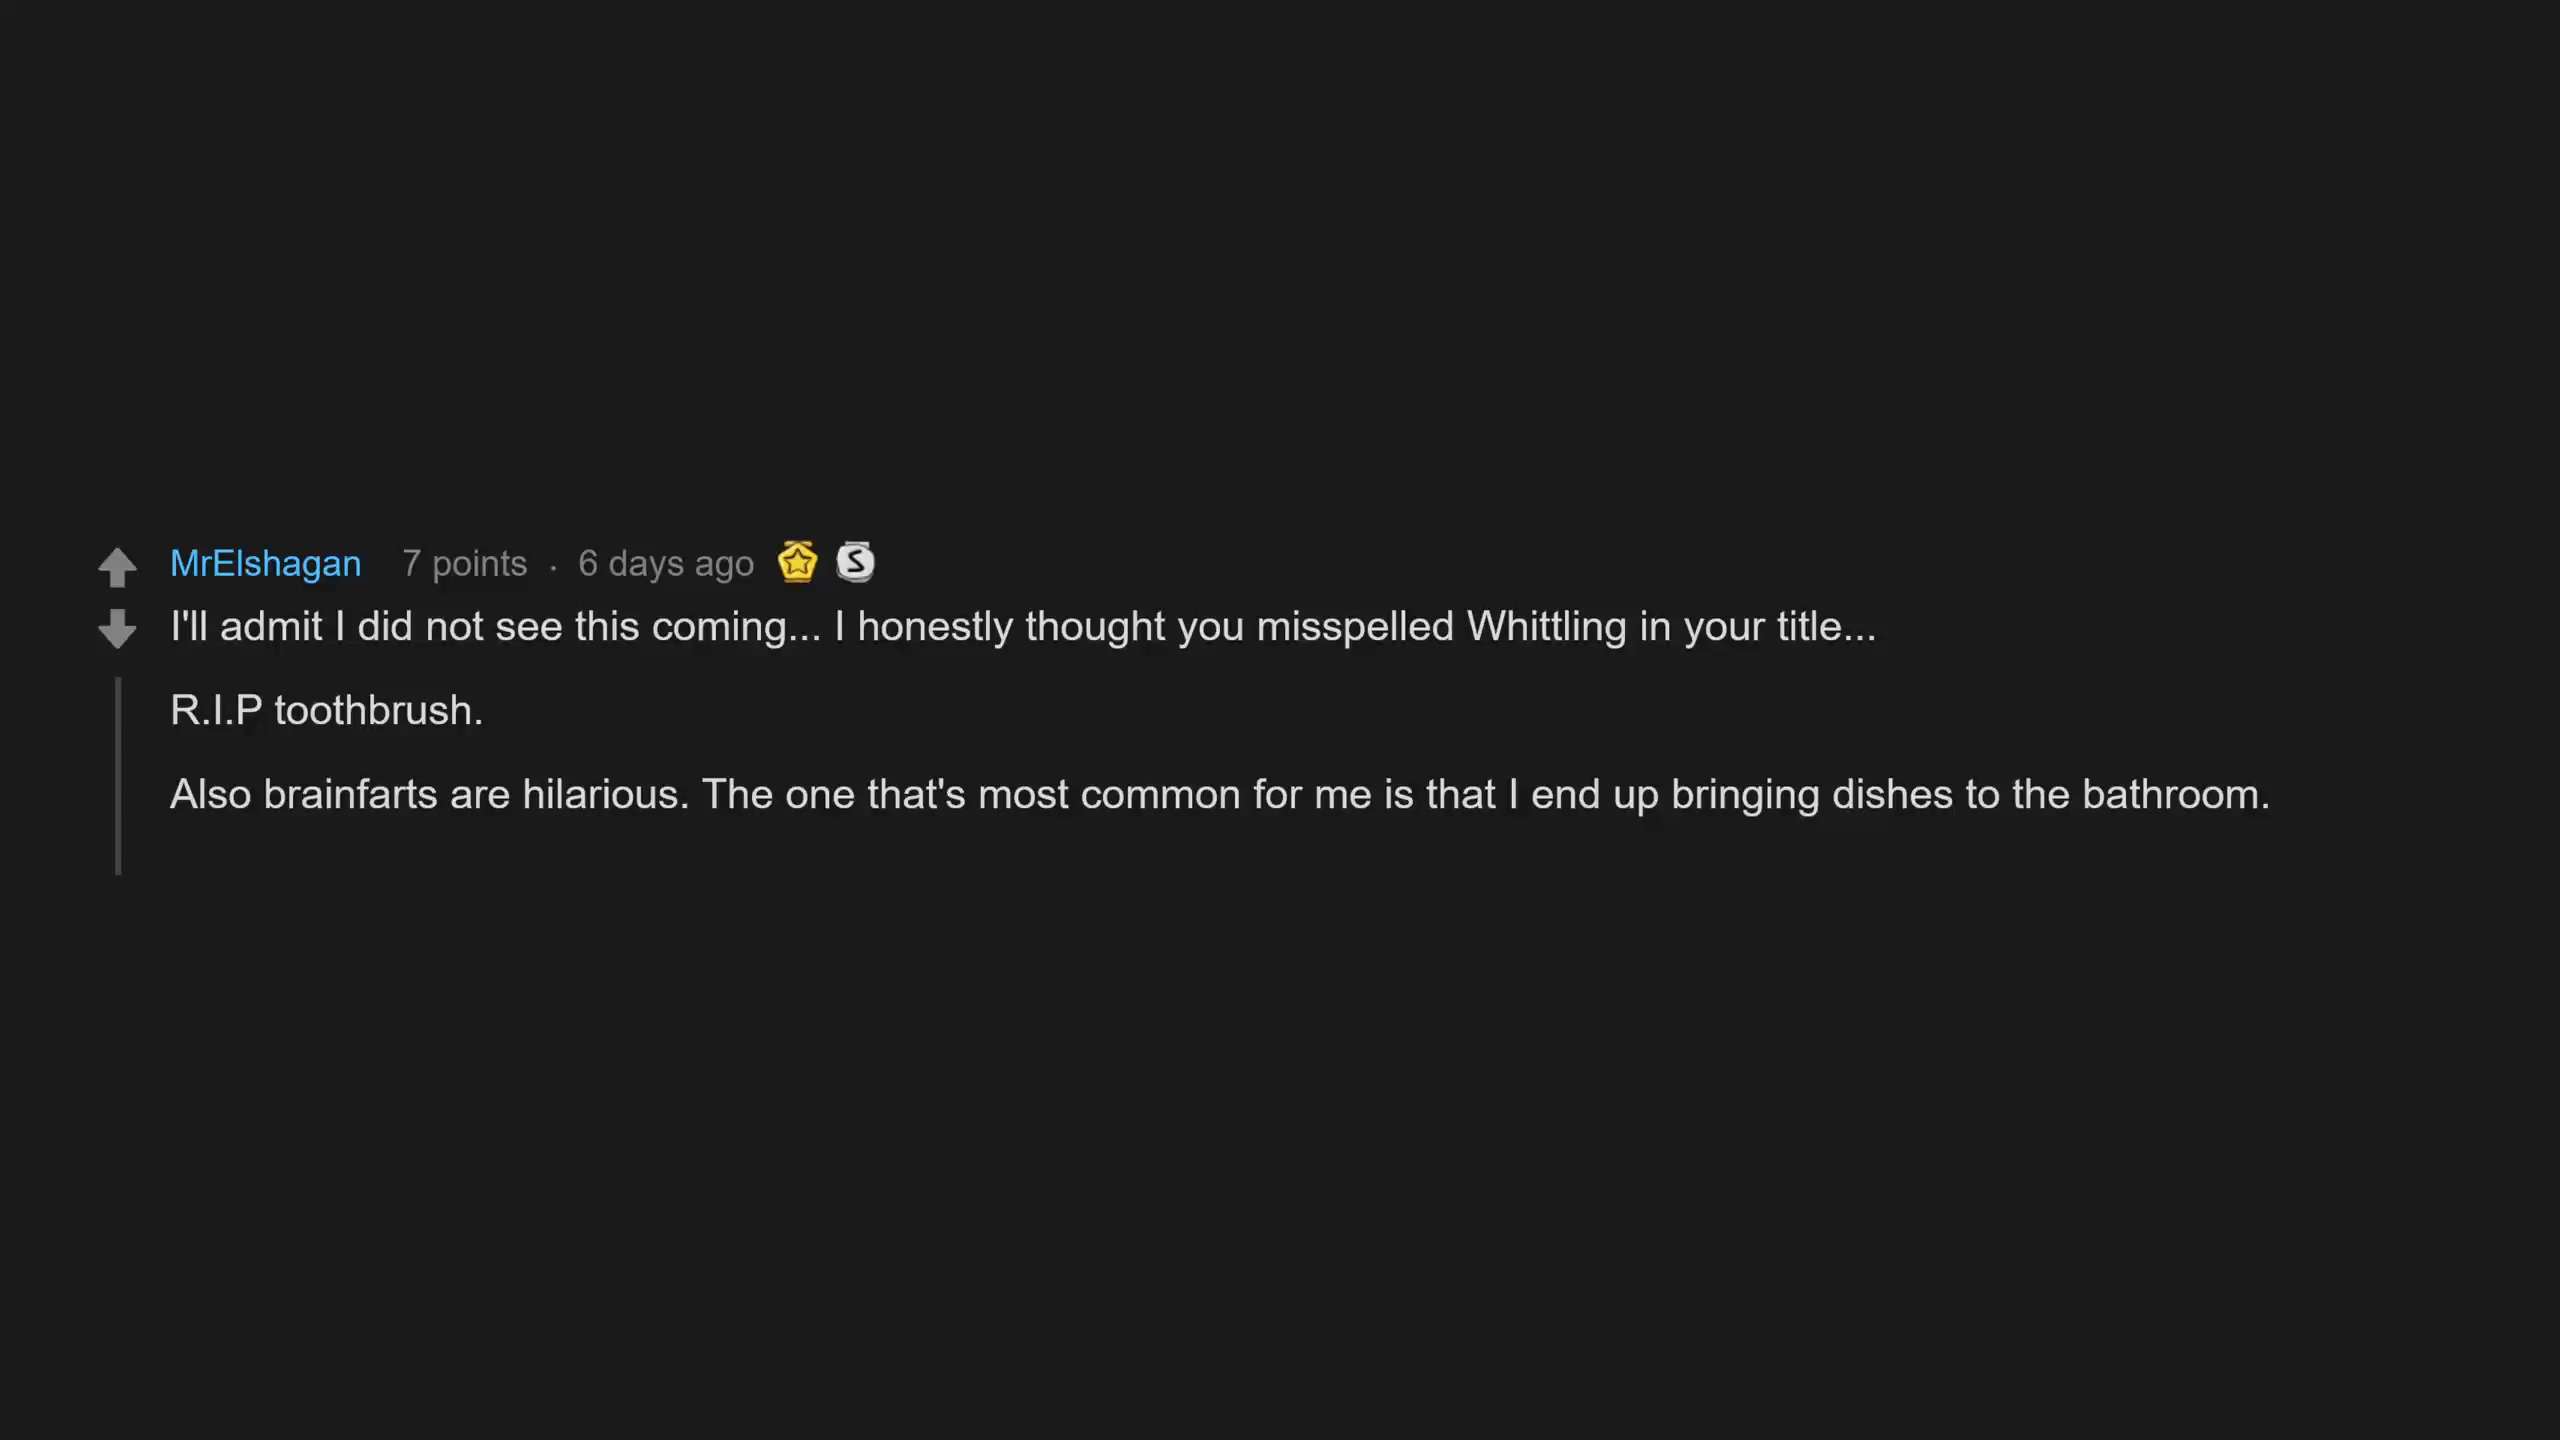 MrElshagan 7 points · 6 days ago S
I'll admit I did not see this coming... I honestly thought you misspelled Whittling in your title...
R.I.P toothbrush.
Also brainfarts are hilarious. The one that's most common for me is that I end up bringing dishes to the bathroom.